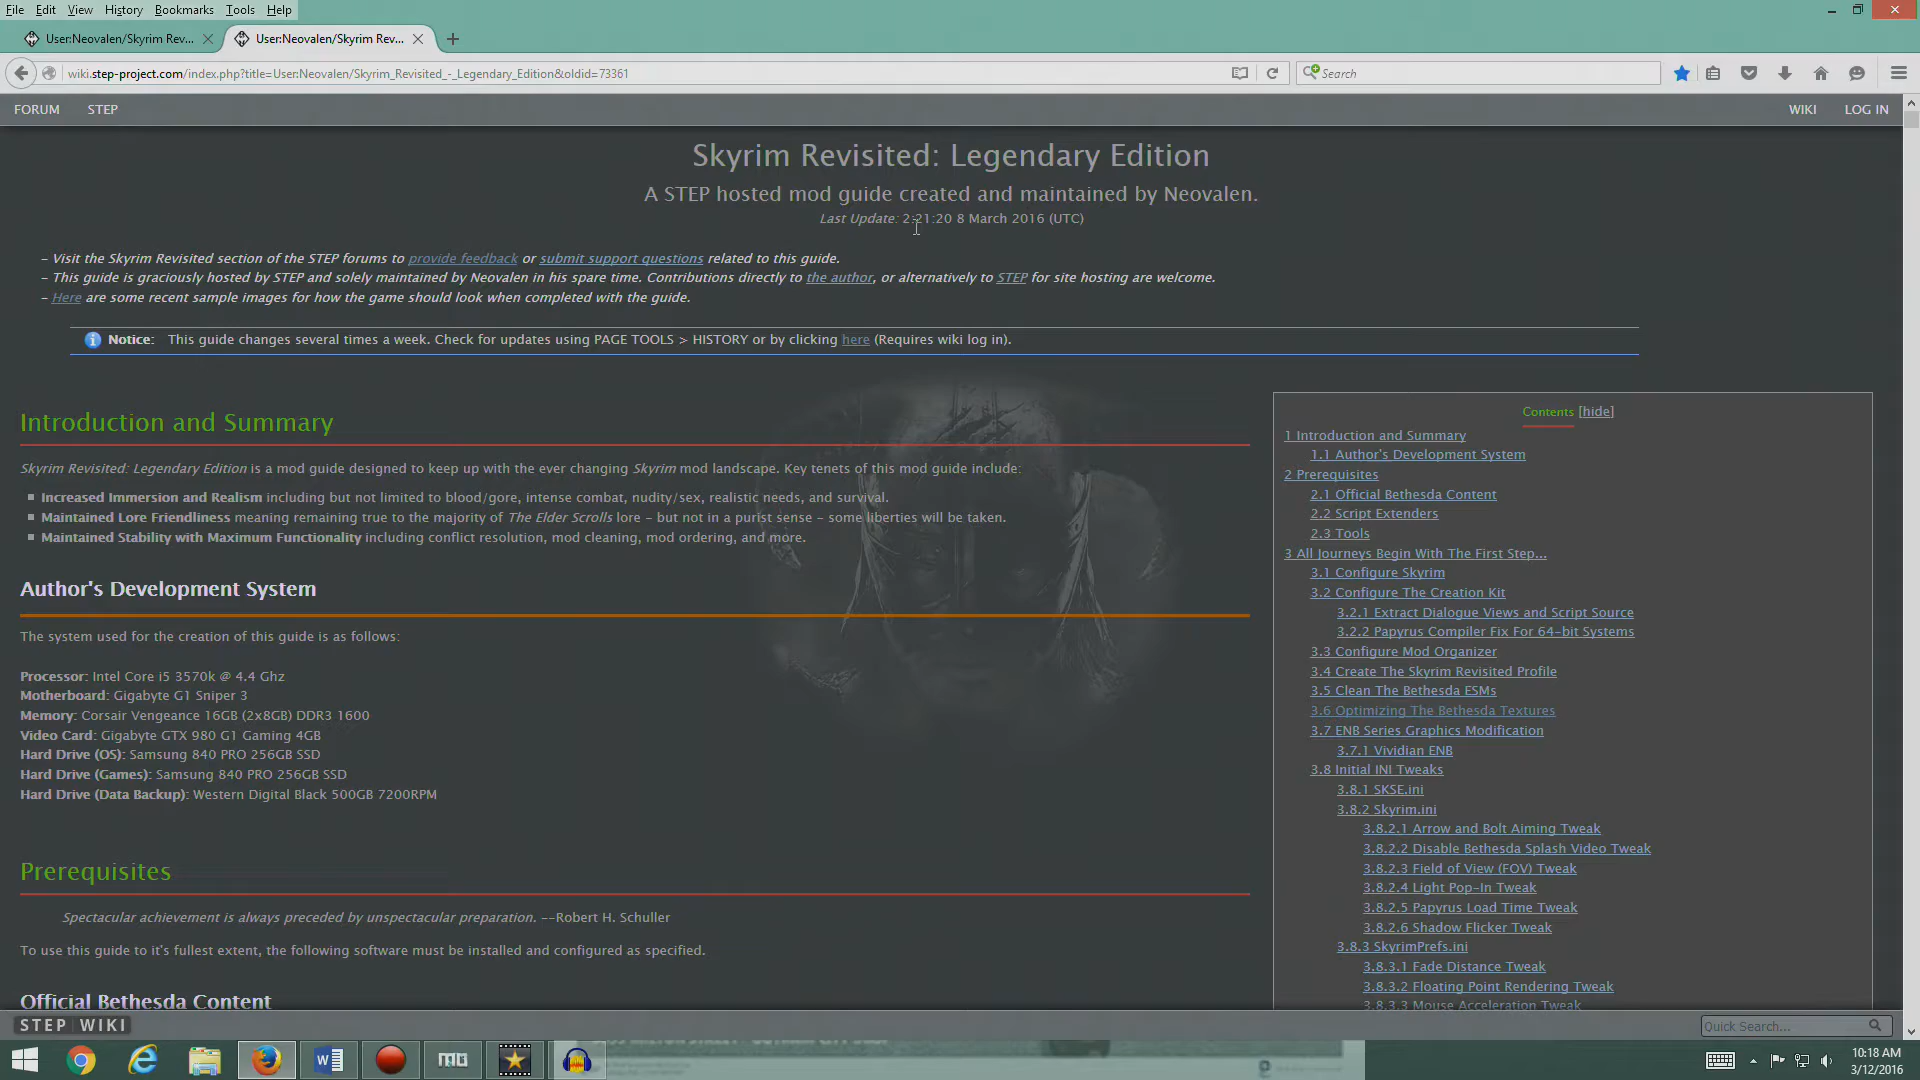 File Edit View History Bookmarks Tools Help
User:Neovalen/Skyrim Rev...
User:Neovalen/Skyrim Rev...
wiki.step-project.com/index.php?title=User:Neovalen/Skyrim_Revisited_-_Legendary_Edition&oldid=73361
Search
FORUM STEP
WIKI LOG IN
Skyrim Revisited: Legendary Edition
A STEP hosted mod guide created and maintained by Neovalen.
Last Update: 2:21:20 8 March 2016 (UTC)
– Visit the Skyrim Revisited section of the STEP forums to provide feedback or submit support questions related to this guide.
– This guide is graciously hosted by STEP and solely maintained by Neovalen in his spare time. Contributions directly to the author, or alternatively to STEP for site hosting are welcome.
– Here are some recent sample images for how the game should look when completed with the guide.
Notice: This guide changes several times a week. Check for updates using PAGE TOOLS > HISTORY or by clicking here (Requires wiki log in).
Introduction and Summary
Skyrim Revisited: Legendary Edition is a mod guide designed to keep up with the ever changing Skyrim mod landscape. Key tenets of this mod guide include:
Increased Immersion and Realism including but not limited to blood/gore, intense combat, nudity/sex, realistic needs, and survival.
Maintained Lore Friendliness meaning remaining true to the majority of The Elder Scrolls lore – but not in a purist sense – some liberties will be taken.
Maintained Stability with Maximum Functionality including conflict resolution, mod cleaning, mod ordering, and more.
Author's Development System
The system used for the creation of this guide is as follows:
Processor: Intel Core i5 3570k @ 4.4 Ghz
Motherboard: Gigabyte G1 Sniper 3
Memory: Corsair Vengeance 16GB (2x8GB) DDR3 1600
Video Card: Gigabyte GTX 980 G1 Gaming 4GB
Hard Drive (OS): Samsung 840 PRO 256GB SSD
Hard Drive (Games): Samsung 840 PRO 256GB SSD
Hard Drive (Data Backup): Western Digital Black 500GB 7200RPM
Prerequisites
Spectacular achievement is always preceded by unspectacular preparation. --Robert H. Schuller
To use this guide to it's fullest extent, the following software must be installed and configured as specified.
Official Bethesda Content
Contents [hide]
1 Introduction and Summary
1.1 Author's Development System
2 Prerequisites
2.1 Official Bethesda Content
2.2 Script Extenders
2.3 Tools
3 All Journeys Begin With The First Step...
3.1 Configure Skyrim
3.2 Configure The Creation Kit
3.2.1 Extract Dialogue Views and Script Source
3.2.2 Papyrus Compiler Fix For 64-bit Systems
3.3 Configure Mod Organizer
3.4 Create The Skyrim Revisited Profile
3.5 Clean The Bethesda ESMs
3.6 Optimizing The Bethesda Textures
3.7 ENB Series Graphics Modification
3.7.1 Vividian ENB
3.8 Initial INI Tweaks
3.8.1 SKSE.ini
3.8.2 Skyrim.ini
3.8.2.1 Arrow and Bolt Aiming Tweak
3.8.2.2 Disable Bethesda Splash Video Tweak
3.8.2.3 Field of View (FOV) Tweak
3.8.2.4 Light Pop-In Tweak
3.8.2.5 Papyrus Load Time Tweak
3.8.2.6 Shadow Flicker Tweak
3.8.3 SkyrimPrefs.ini
3.8.3.1 Fade Distance Tweak
3.8.3.2 Floating Point Rendering Tweak
3.8.3.3 Mouse Acceleration Tweak
STEP WIKI
Quick Search...
10:18 AM
3/12/2016